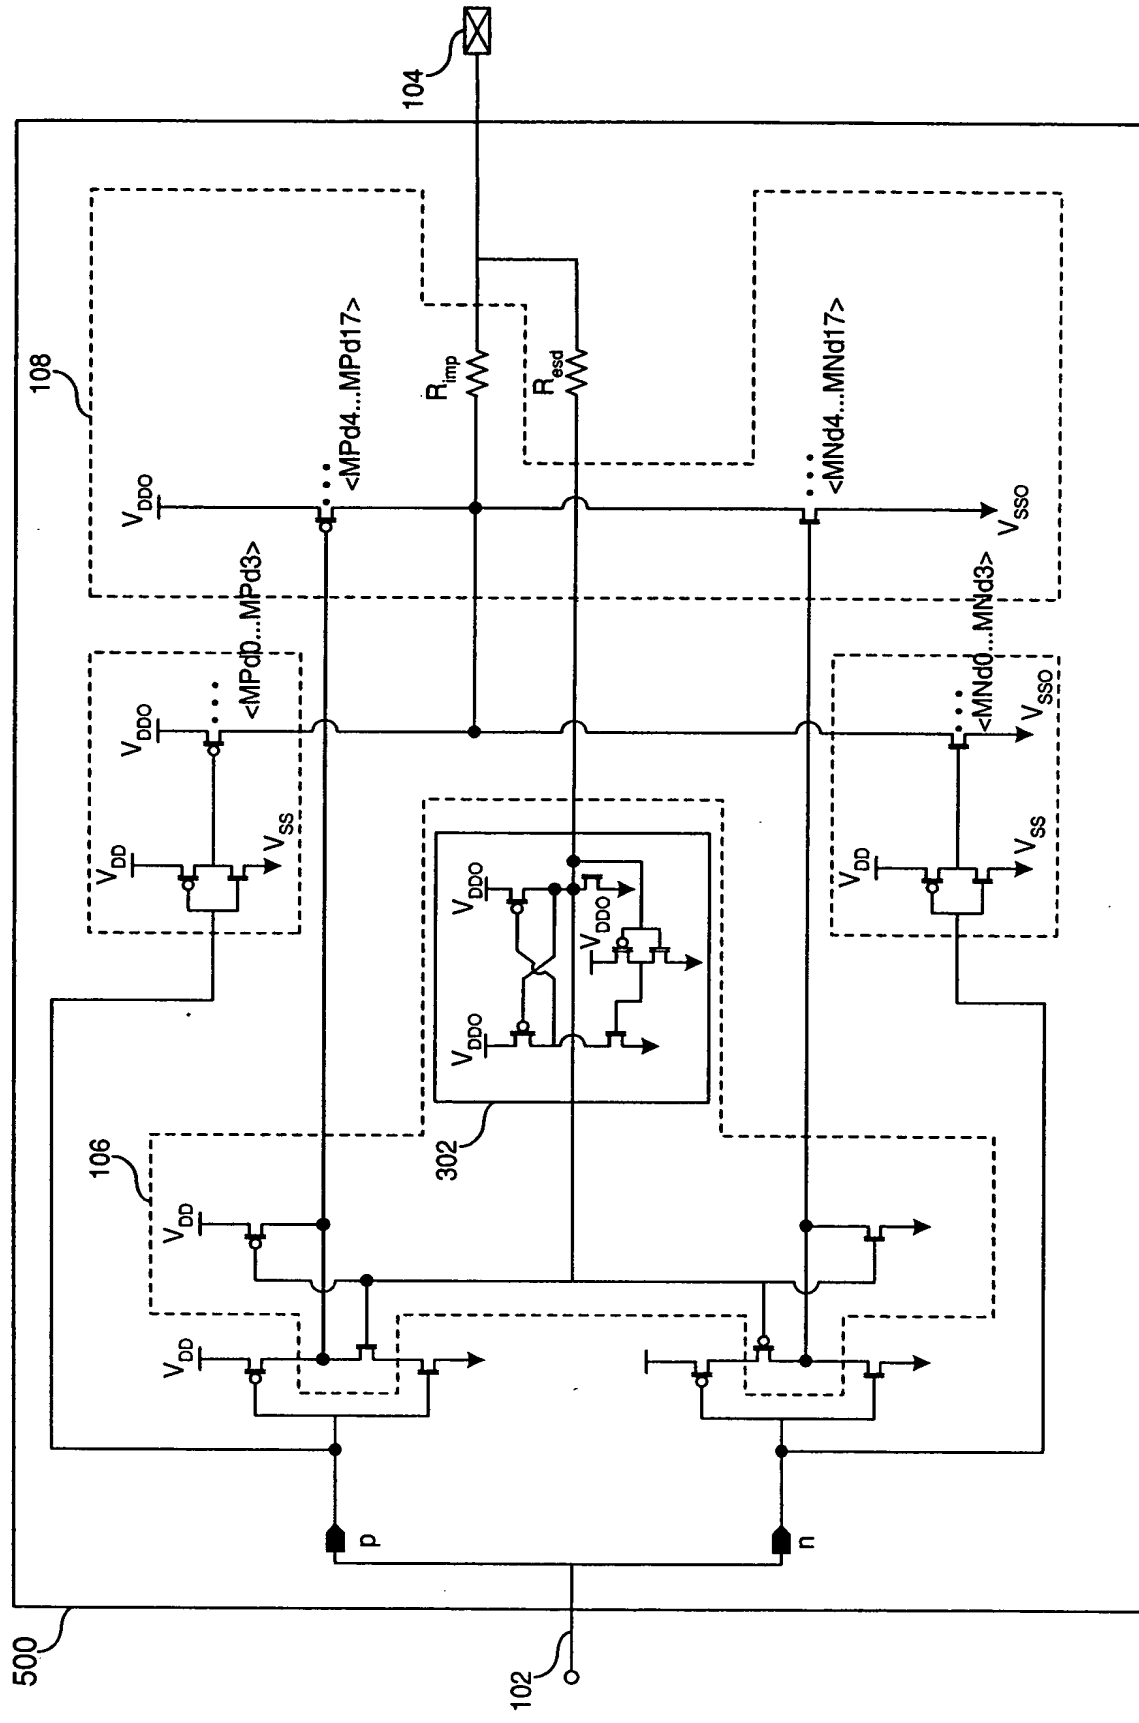 500
102
p
n
106
V_DD
V_DD
302
V_DDO
V_DDO
V_DDO
V_DD
V_SS
V_DDO
<MPd0...MPd3>
V_DD
V_SS
V_SSO
<MNd0...MNd3>
108
V_DDO
<MPd4...MPd17>
R_imp
R_esd
<MNd4...MNd17>
V_SSO
104